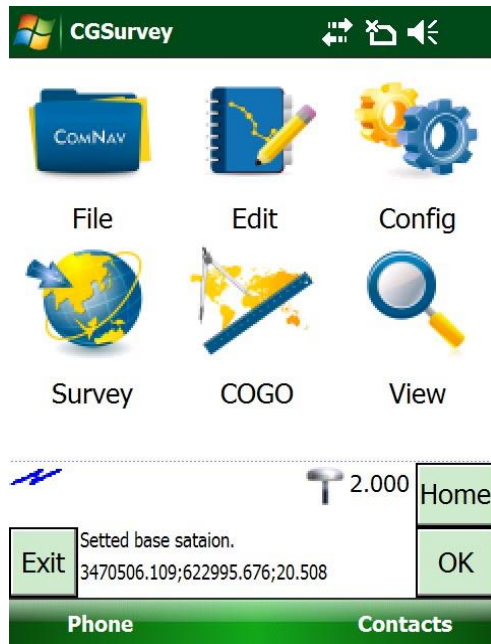 CGSurvey
COMNAV
File Edit Config
Survey COGO View
2.000 Home
Setted base sataion.
Exit 3470506.109;622995.676;20.508 OK
Phone Contacts